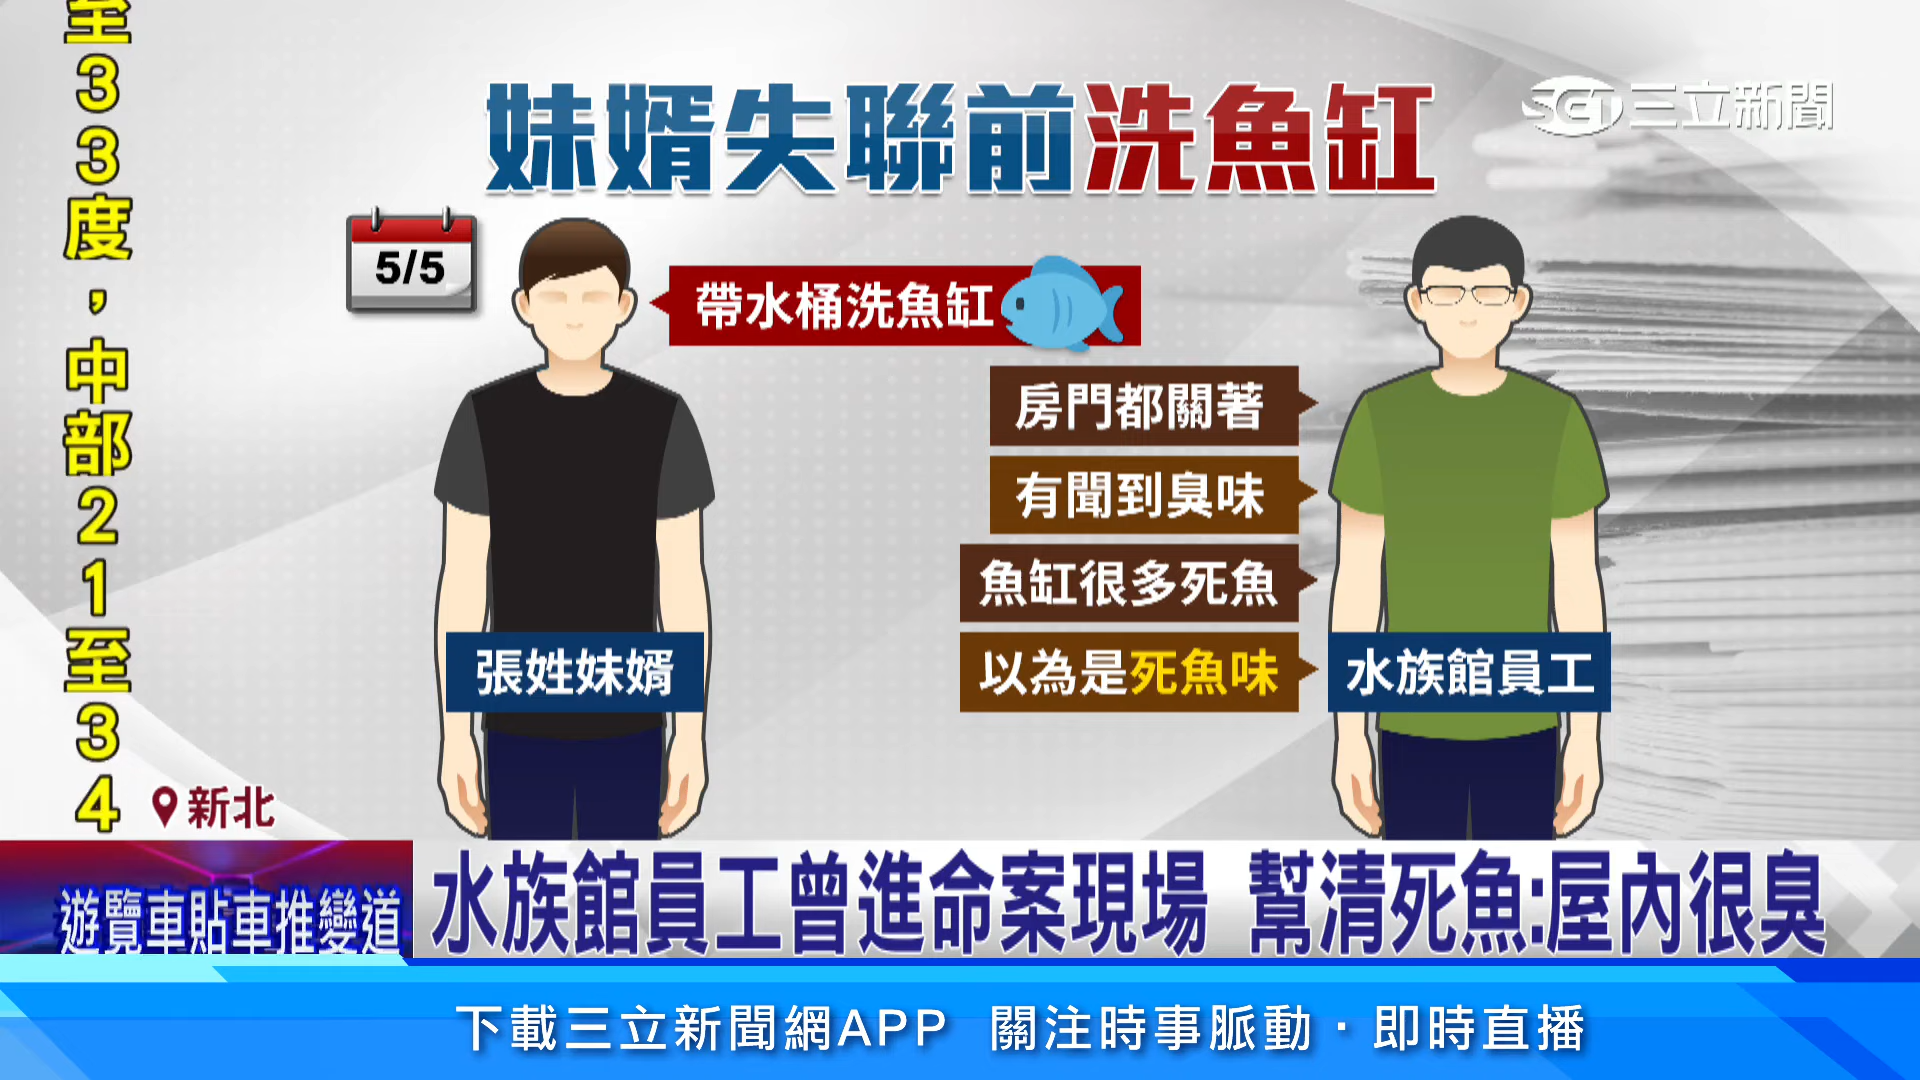 至33度，中部21至34
妹婿失聯前洗魚缸
SET三立新聞
5/5
帶水桶洗魚缸
房門都關著
有聞到臭味
魚缸很多死魚
以為是死魚味
張姓妹婿
水族館員工
新北
遊覽車貼車推變道
水族館員工曾進命案現場 幫清死魚:屋內很臭
下載三立新聞網APP 關注時事脈動·即時直播